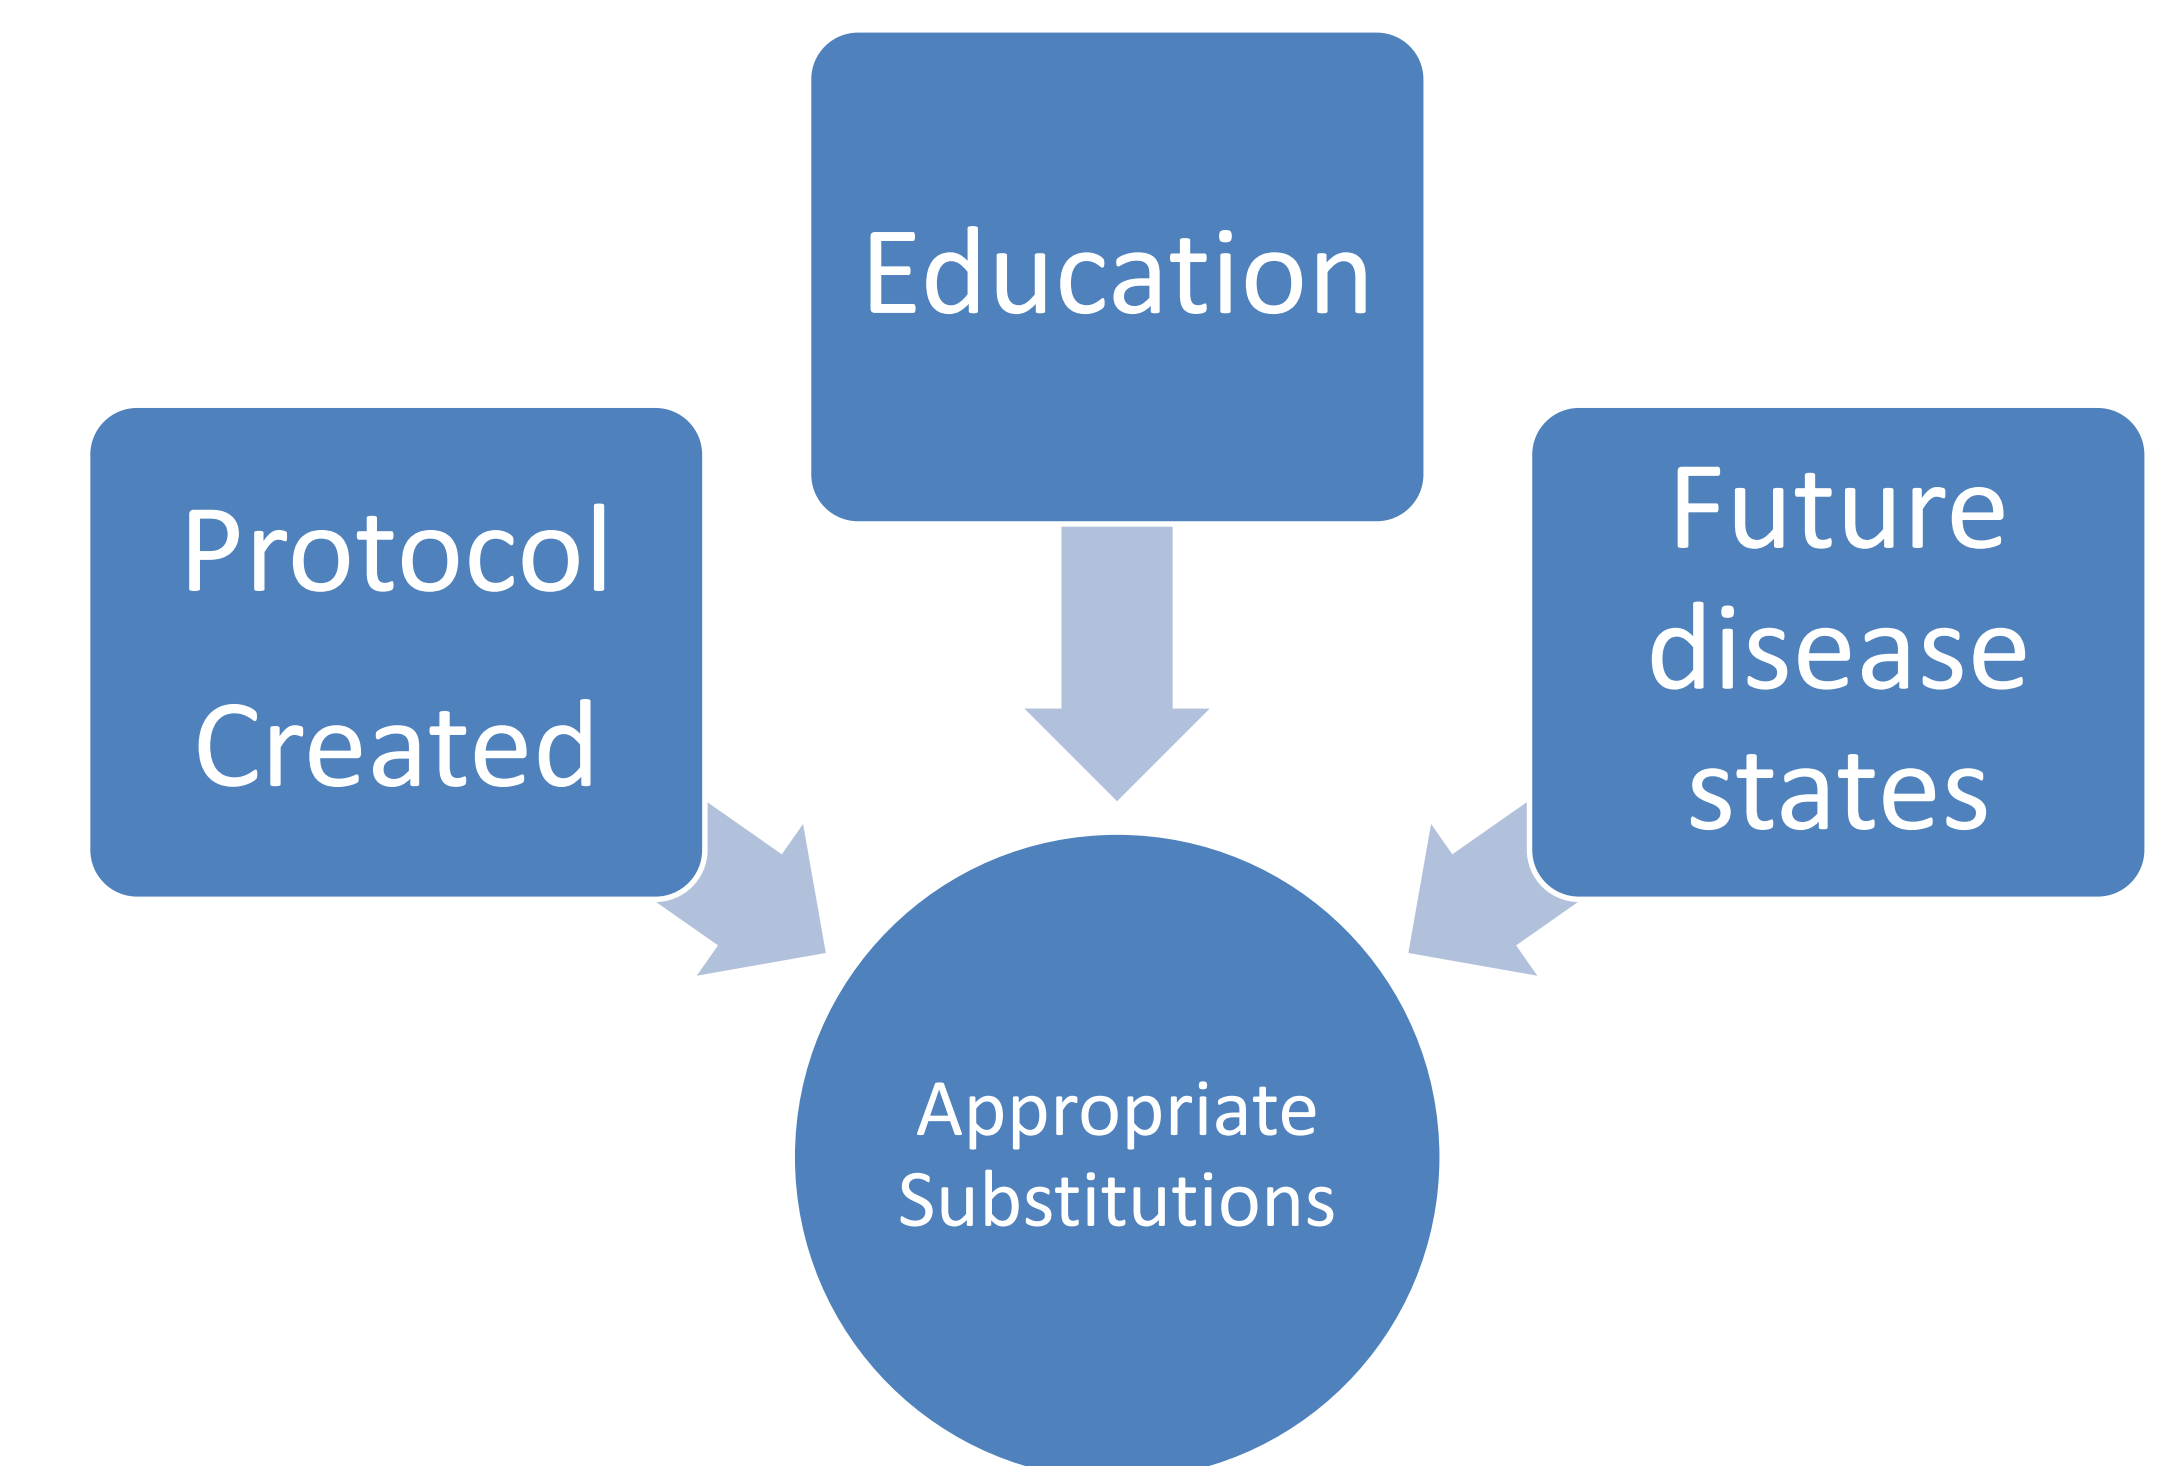 Education
Protocol
Created
Future
disease
states
Appropriate
Substitutions